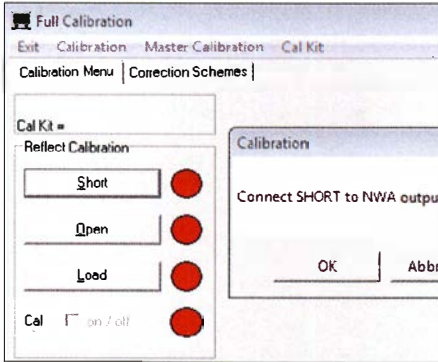 Full Calibration
Exit Calibration Master Calibration Cal Kit
Calibration Menu Correction Schemes
Cal Kit =
Reflect Calibration
Short
Open
Load
Cal on / off
Calibration
Connect SHORT to NWA outpu
OK Abb